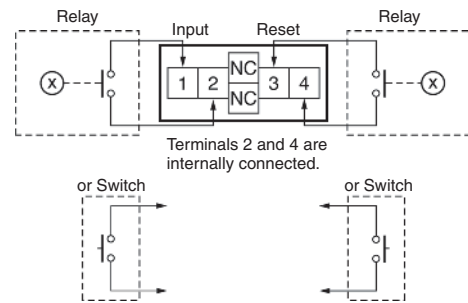 Relay
Input
Reset
Relay
X
1
2
NC
NC
3
4
X
Terminals 2 and 4 are
internally connected.
or Switch
or Switch